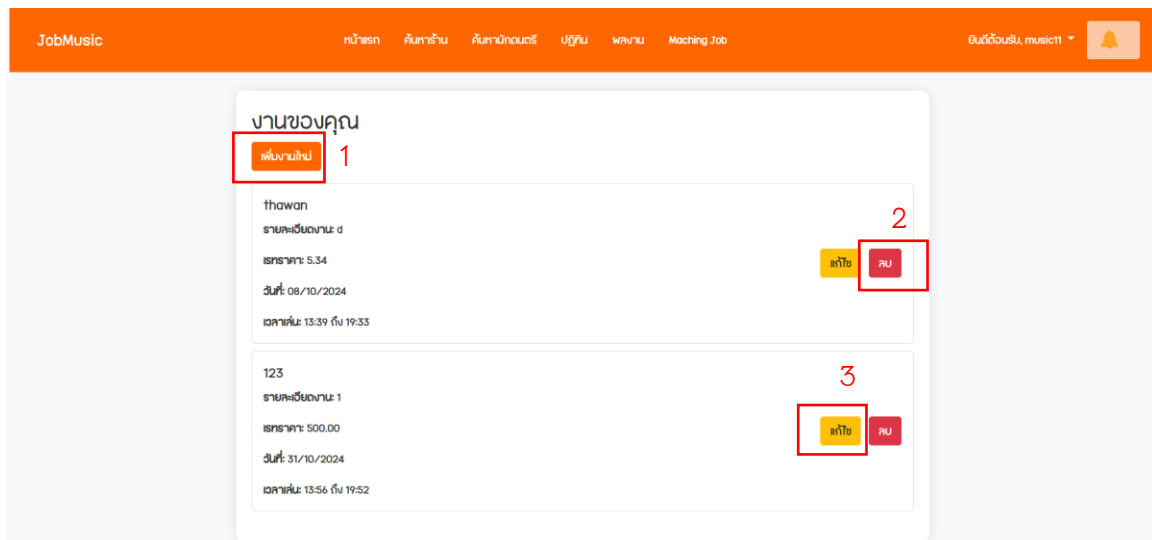 JobMusic หน้าแรก ค้นหาร้าน ค้นหานักดนตรี ปฏิทิน ผลงาน Maching Job ยินดีต้อนรับ, music11
งานของคุณ
เพิ่มงานใหม่ 1
thawan
รายละเอียดงาน: d
เรทราคา: 5.34
วันที่: 08/10/2024
เวลาเล่น: 13:39 ถึง 19:33
2
แก้ไข ลบ
123
รายละเอียดงาน: 1
เรทราคา: 500.00
วันที่: 31/10/2024
เวลาเล่น: 13:56 ถึง 19:52
3
แก้ไข ลบ